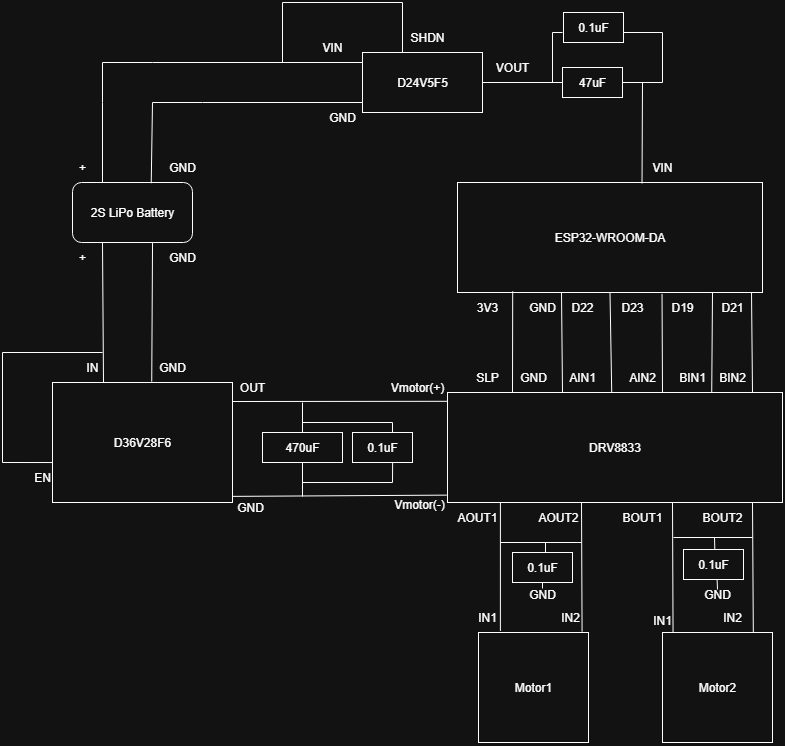 0.1uF
SHDN
VIN
D24V5F5
VOUT
47uF
GND
+
GND
VIN
2S LiPo Battery
ESP32-WROOM-DA
+
GND
3V3
GND
D22
D23
D19
D21
IN
GND
SLP
GND
AIN1
AIN2
BIN1
BIN2
OUT
Vmotor(+)
D36V28F6
470uF
0.1uF
DRV8833
EN
GND
Vmotor(-)
AOUT1
AOUT2
BOUT1
BOUT2
0.1uF
0.1uF
GND
GND
IN1
IN2
IN1
IN2
Motor1
Motor2